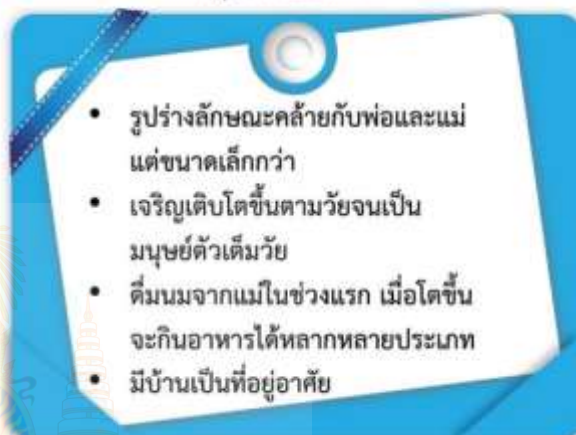 • รูปร่างลักษณะคล้ายกับพ่อและแม่
แต่ขนาดเล็กกว่า
• เจริญเติบโตขึ้นตามวัยจนเป็น
มนุษย์ตัวเต็มวัย
• ดื่มนมจากแม่ในช่วงแรก เมื่อโตขึ้น
จะกินอาหารได้หลากหลายประเภท
• มีบ้านเป็นที่อยู่อาศัย